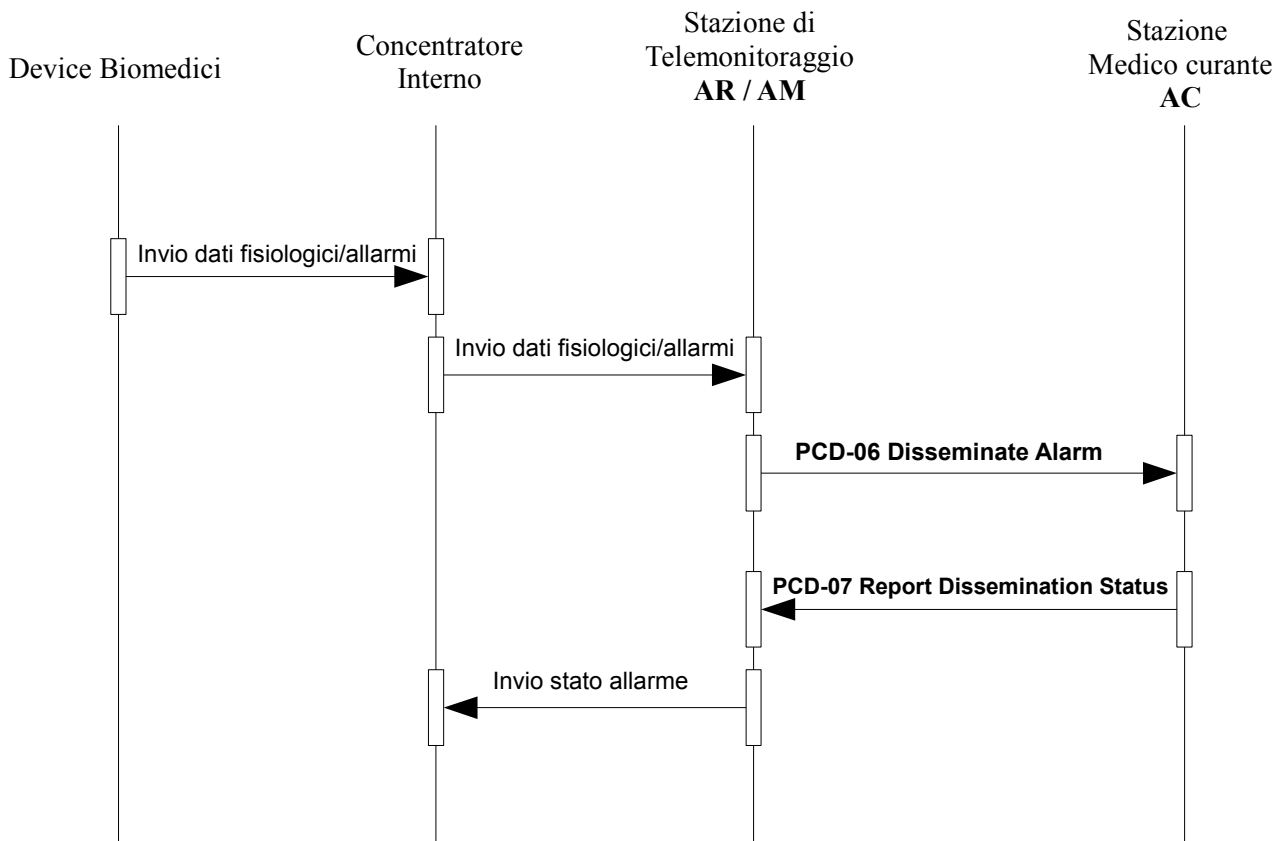 Device Biomedici
Concentratore
Interno
Stazione di
Telemonitoraggio
AR / AM
Stazione
Medico curante
AC
Invio dati fisiologici/allarmi
Invio dati fisiologici/allarmi
PCD-06 Disseminate Alarm
PCD-07 Report Dissemination Status
Invio stato allarme